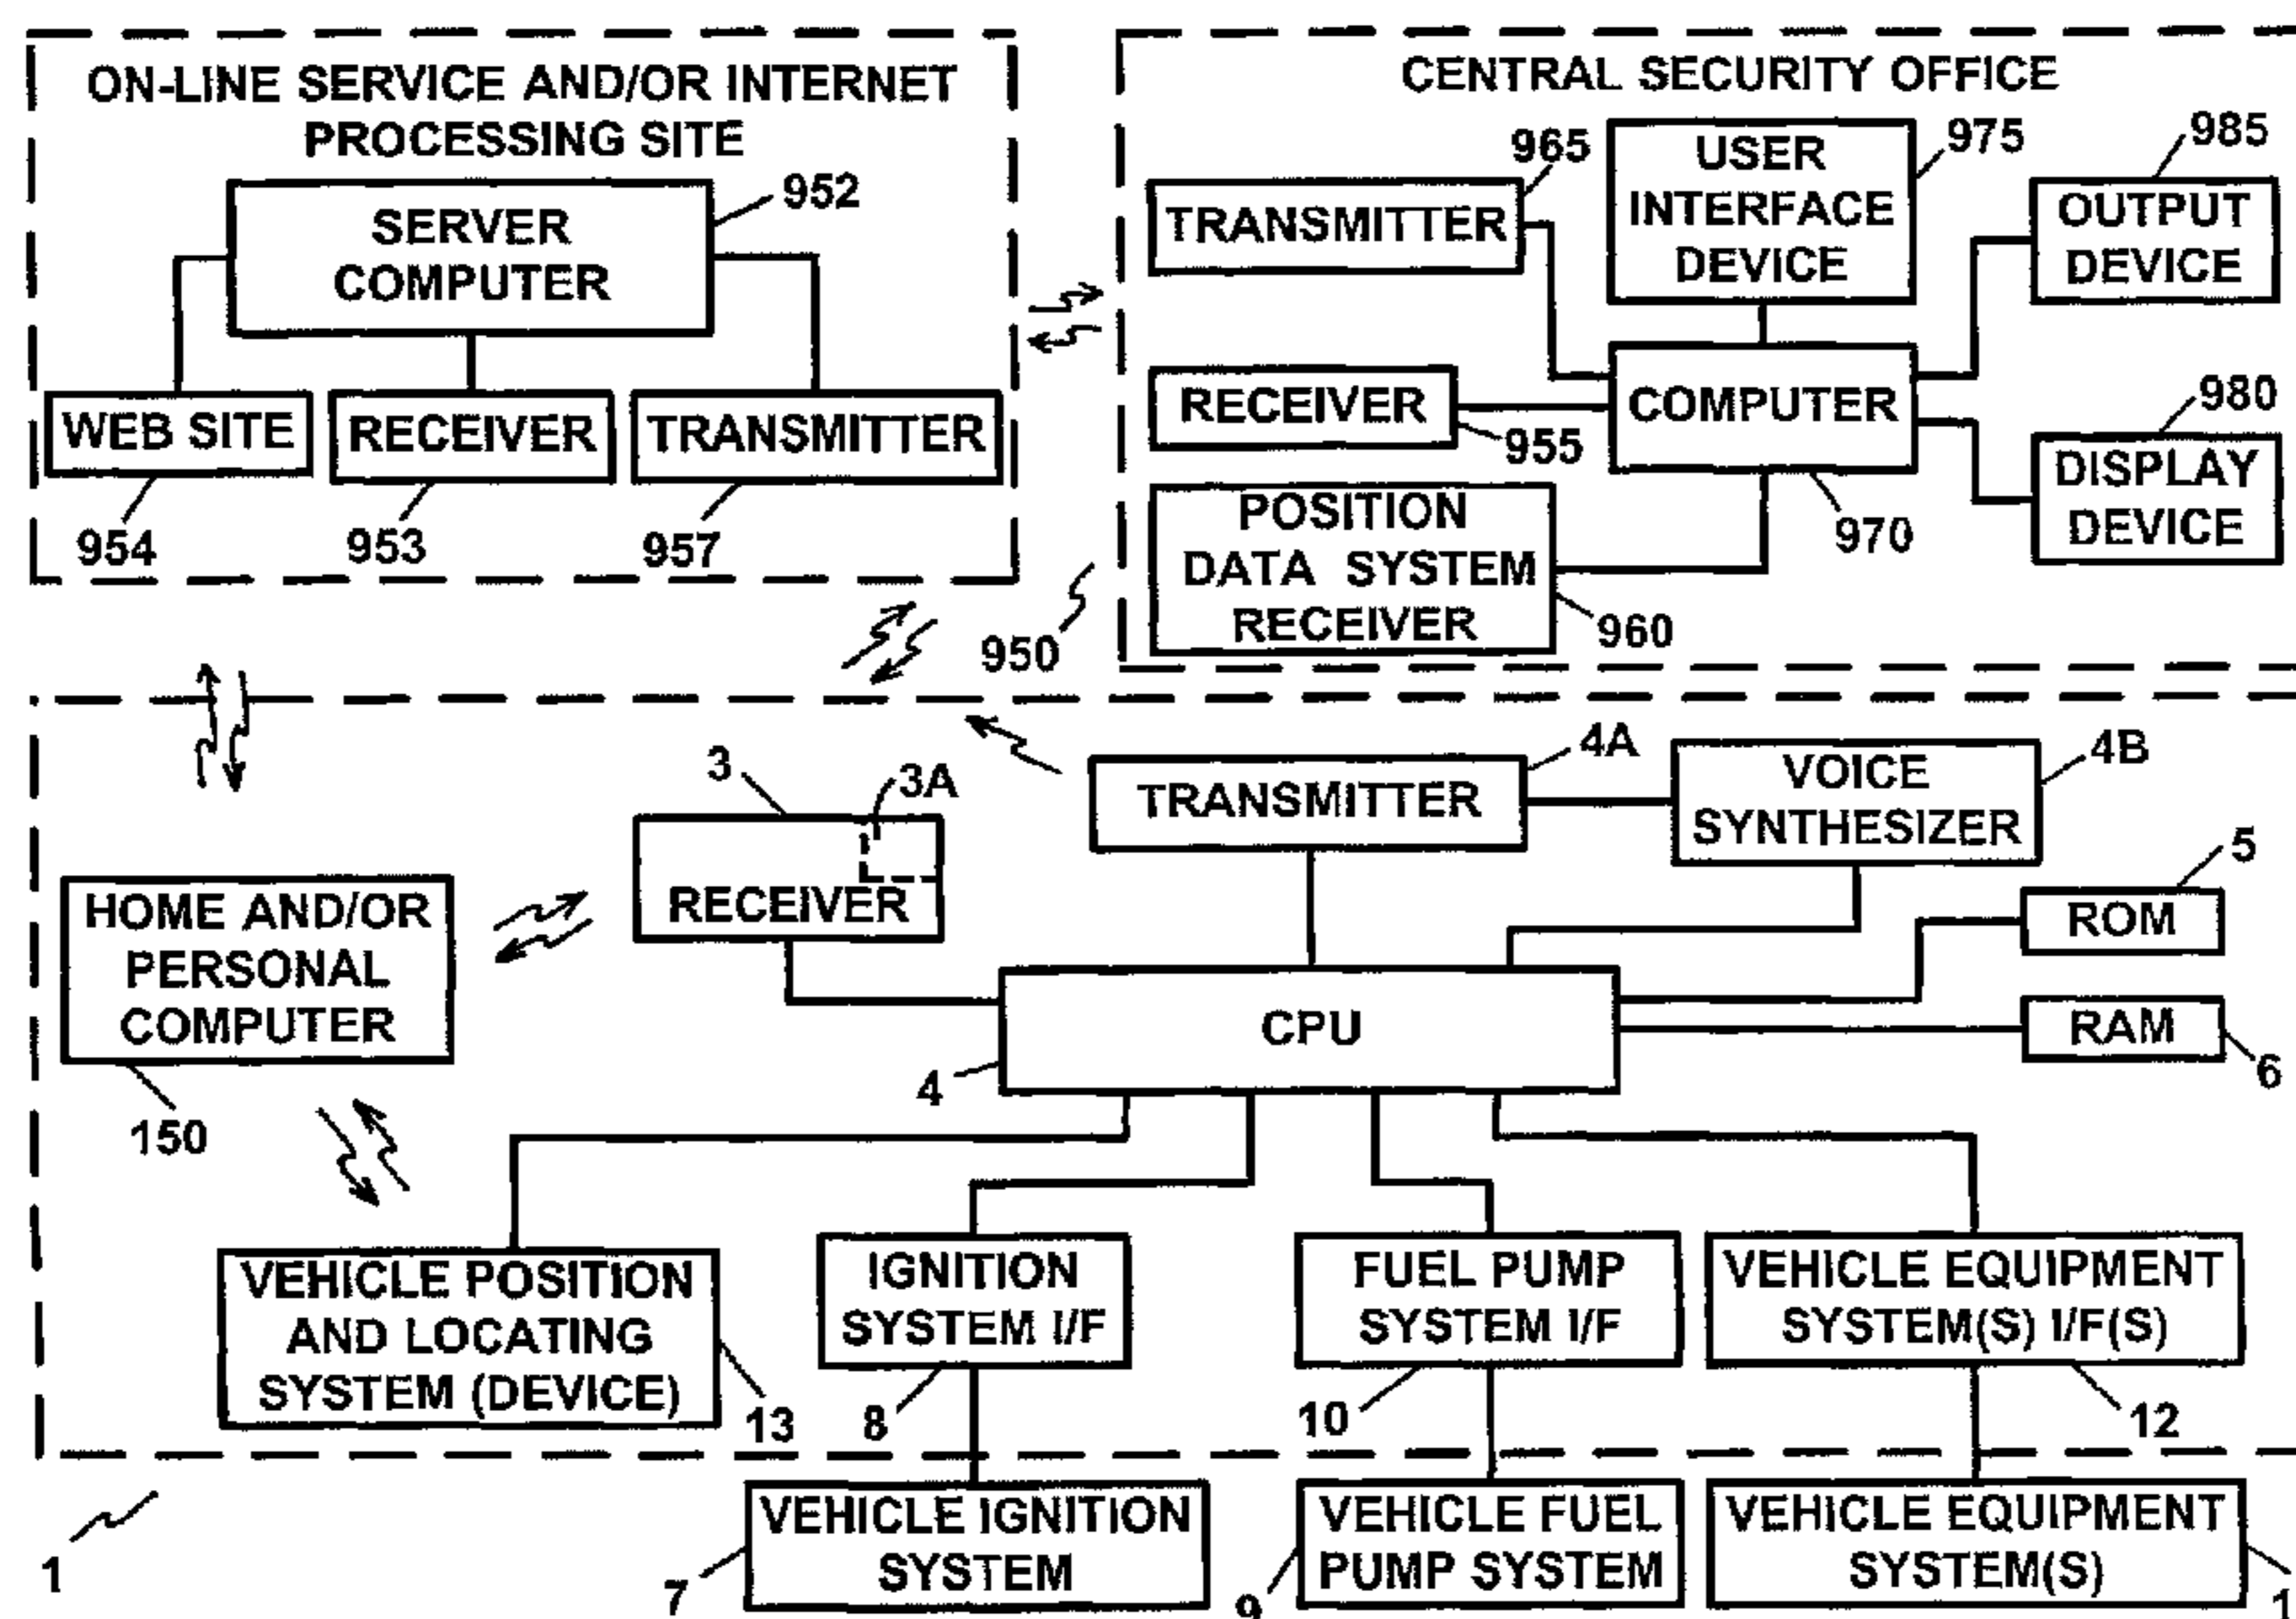 ON-LINE SERVICE AND/OR INTERNET
PROCESSING SITE
SERVER
COMPUTER
952
WEB SITE
RECEIVER
TRANSMITTER
954
953
957
CENTRAL SECURITY OFFICE
965
975
985
TRANSMITTER
USER
INTERFACE
DEVICE
OUTPUT
DEVICE
RECEIVER
955
COMPUTER
970
980
DISPLAY
DEVICE
POSITION
DATA SYSTEM
RECEIVER
960
950
3
3A
RECEIVER
4A
TRANSMITTER
4B
VOICE
SYNTHESIZER
5
ROM
RAM
6
HOME AND/OR
PERSONAL
COMPUTER
150
CPU
4
VEHICLE POSITION
AND LOCATING
SYSTEM (DEVICE)
13
IGNITION
SYSTEM I/F
8
FUEL PUMP
SYSTEM I/F
10
VEHICLE EQUIPMENT
SYSTEM(S) I/F(S)
12
1
VEHICLE IGNITION
SYSTEM
7
VEHICLE FUEL
PUMP SYSTEM
9
VEHICLE EQUIPMENT
SYSTEM(S)